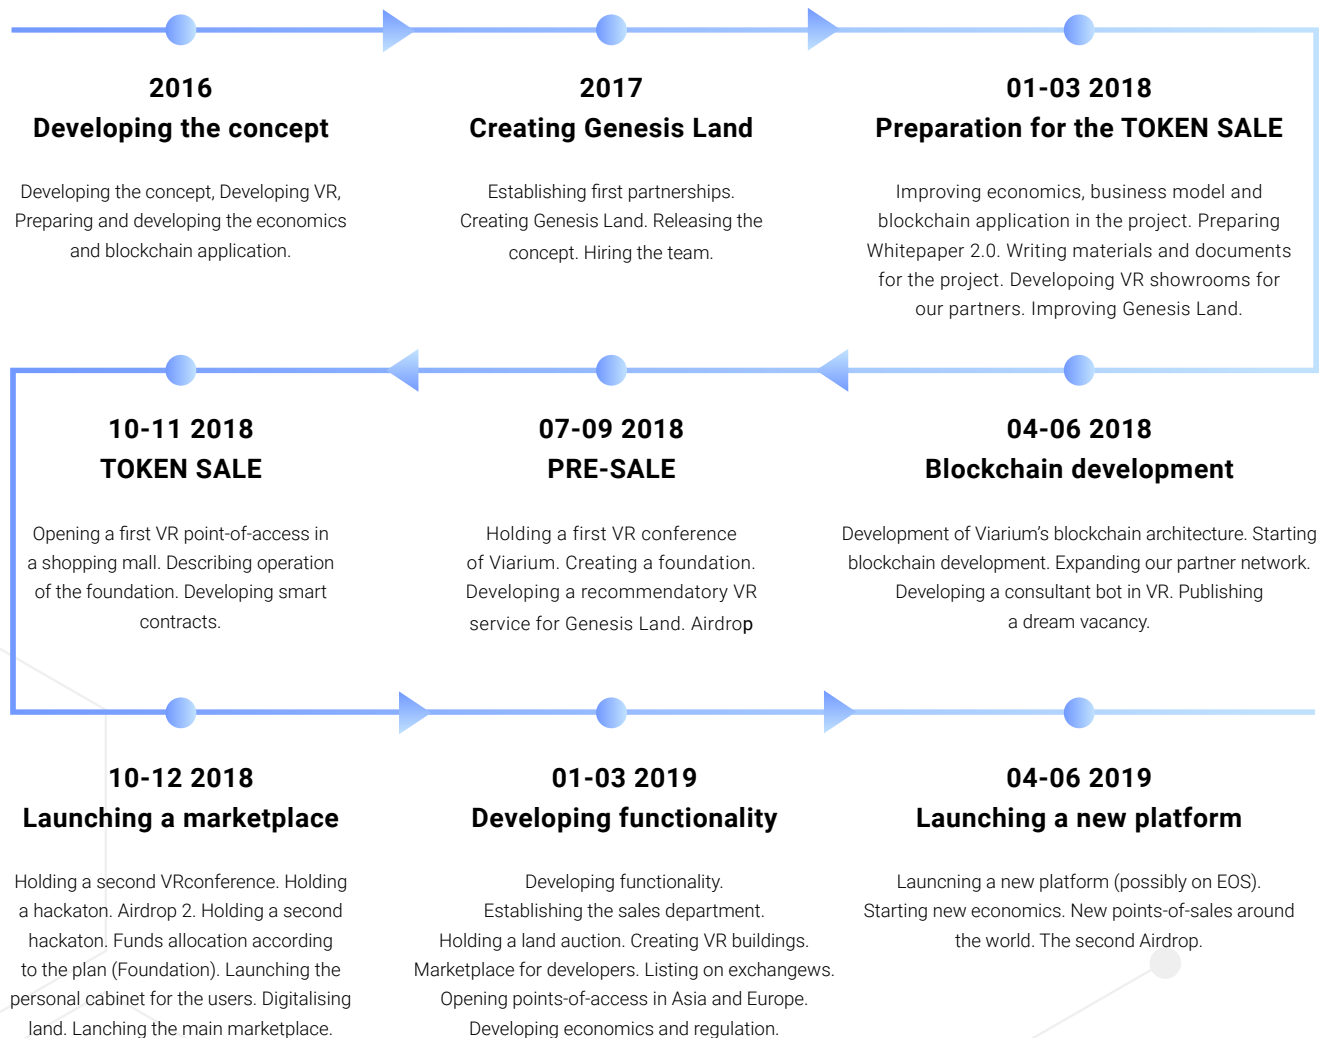 2016
Developing the concept
Developing the concept, Developing VR,
Preparing and developing the economics
and blockchain application.
2017
Creating Genesis Land
Establishing first partnerships.
Creating Genesis Land. Releasing the
concept. Hiring the team.
01-03 2018
Preparation for the TOKEN SALE
Improving economics, business model and
blockchain application in the project. Preparing
Whitepaper 2.0. Writing materials and documents
for the project. Developoing VR showrooms for
our partners. Improving Genesis Land.
04-06 2018
Blockchain development
Development of Viarium’s blockchain architecture. Starting
blockchain development. Expanding our partner network.
Developing a consultant bot in VR. Publishing
a dream vacancy.
07-09 2018
PRE-SALE
Holding a first VR conference
of Viarium. Creating a foundation.
Developing a recommendatory VR
service for Genesis Land. Airdrop
10-11 2018
TOKEN SALE
Opening a first VR point-of-access in
a shopping mall. Describing operation
of the foundation. Developing smart
contracts.
10-12 2018
Launching a marketplace
Holding a second VRconference. Holding
a hackaton. Airdrop 2. Holding a second
hackaton. Funds allocation according
to the plan (Foundation). Launching the
personal cabinet for the users. Digitalising
land. Lanching the main marketplace.
01-03 2019
Developing functionality
Developing functionality.
Establishing the sales department.
Holding a land auction. Creating VR buildings.
Marketplace for developers. Listing on exchangews.
Opening points-of-access in Asia and Europe.
Developing economics and regulation.
04-06 2019
Launching a new platform
Launcning a new platform (possibly on EOS).
Starting new economics. New points-of-sales around
the world. The second Airdrop.